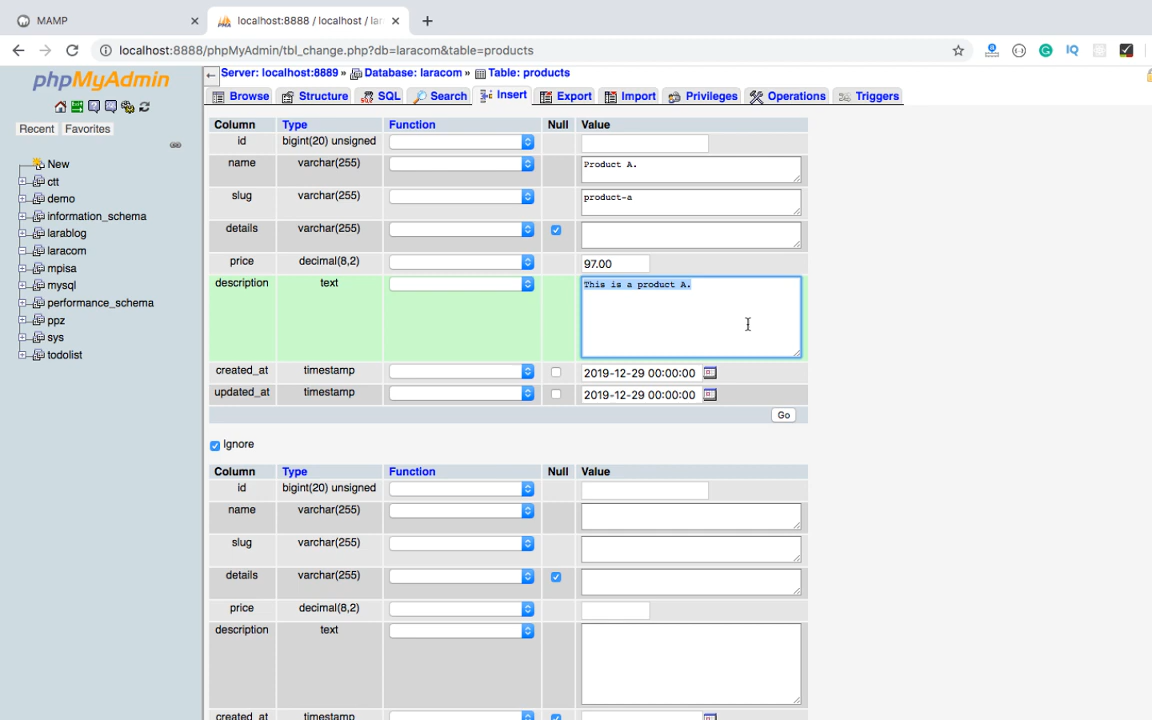 MAMP
localhost:8888 / localhost / lar
localhost:8888/phpMyAdmin/tbl_change.php?db=laracom&table=products
IQ
phpMyAdmin
Recent Favorites
New
ctt
demo
information_schema
larablog
laracom
mpisa
mysql
performance_schema
ppz
sys
todolist
Server: localhost:8889 » Database: laracom » Table: products
Browse Structure SQL Search Insert Export Import Privileges Operations Triggers
Column Type Function Null Value
id bigint(20) unsigned
name varchar(255) Product A.
slug varchar(255) product-a
details varchar(255)
price decimal(8,2) 97.00
description text This is a product A.
created_at timestamp 2019-12-29 00:00:00
updated_at timestamp 2019-12-29 00:00:00
Go
Ignore
Column Type Function Null Value
id bigint(20) unsigned
name varchar(255)
slug varchar(255)
details varchar(255)
price decimal(8,2)
description text
created_at timestamp